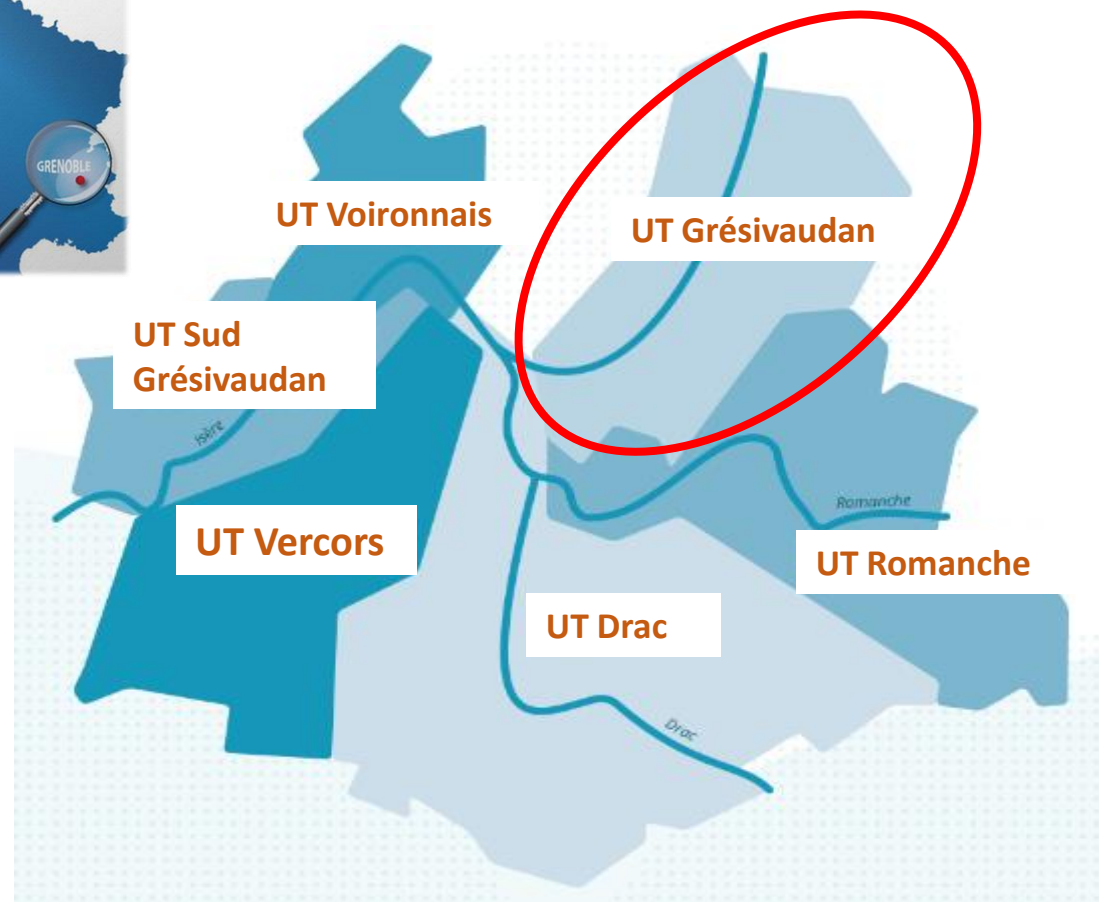 GRENOBLE
UT Voironnais
UT Grésivaudan
UT Sud
Grésivaudan
Isère
UT Vercors
Romanche
UT Romanche
UT Drac
Drac